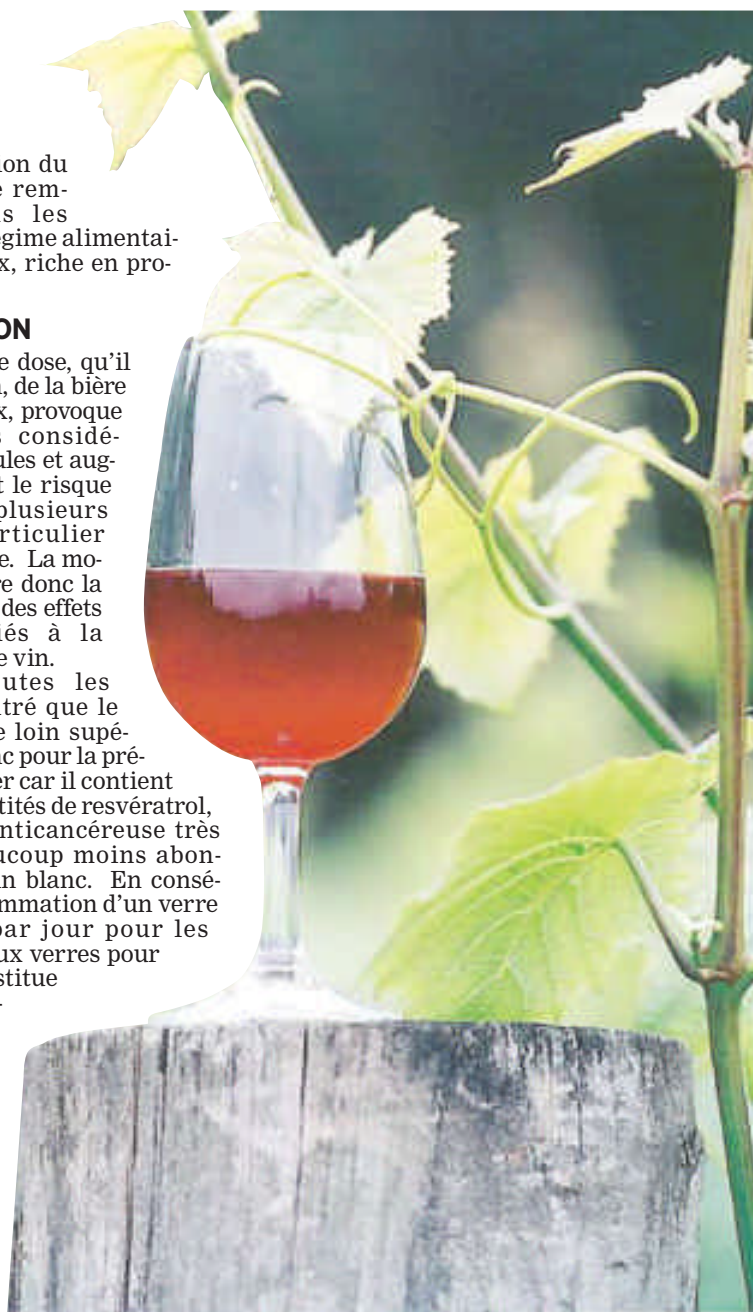 ion du
e rem-
s les
égime alimentai-
x, riche en pro-
ON
e dose, qu'il
, de la bière
x, provoque
s considé-
ules et aug-
t le risque
plusieurs
rticulier
e. La mo-
re donc la
des effets
iés à la
e vin.
utes les
tré que le
e loin supé-
nc pour la pré-
er car il contient
tités de resvératrol,
nticancéreuse très
ucoup moins abon-
n blanc. En consé-
mmation d'un verre
par jour pour les
ux verres pour
stitue
-